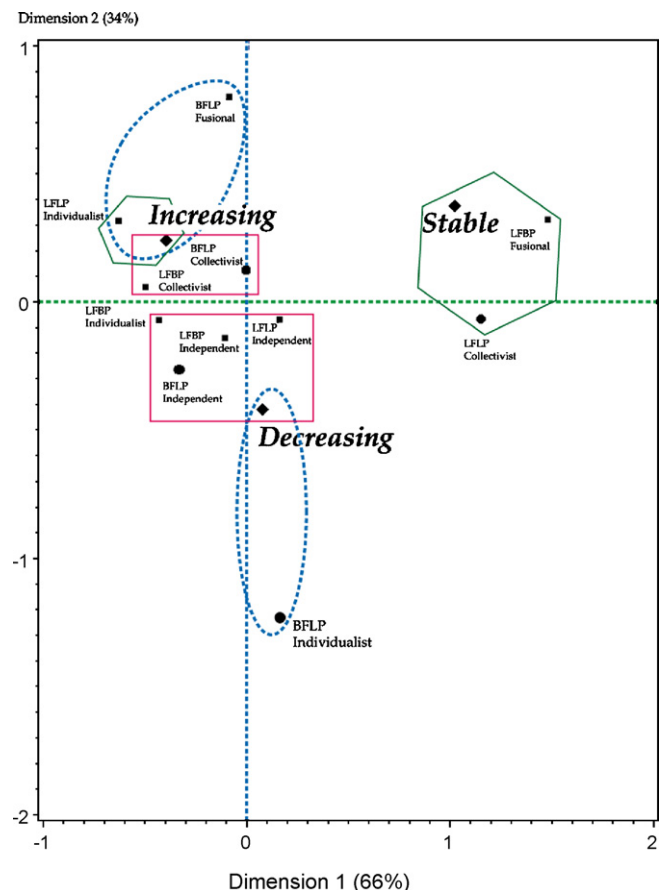 Dimension 2 (34%)
1
BFLP
Fusional
LFLP
Individualist
Increasing
Stable
BFLP
Collectivist
LFBP
Fusional
LFBP
Collectivist
0
LFBP
Individualist
LFBP
Independent
LFLP
Independent
LFLP
Collectivist
BFLP
Independent
Decreasing
-1
BFLP
Individualist
-2
-1
0
1
2
Dimension 1 (66%)